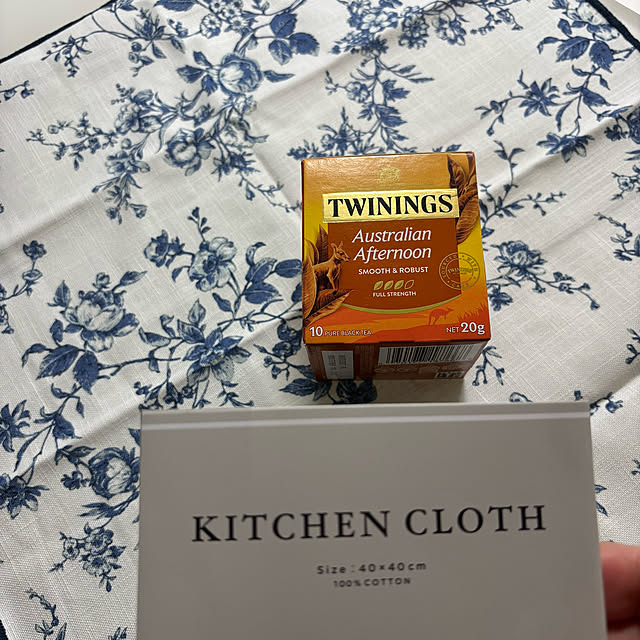 TWININGS
Australian
Afternoon
SMOOTH & ROBUST
FULL STRENGTH
10 PURE BLACK TEA
NET 20g
KITCHEN CLOTH
Size : 40×40cm
100% COTTON